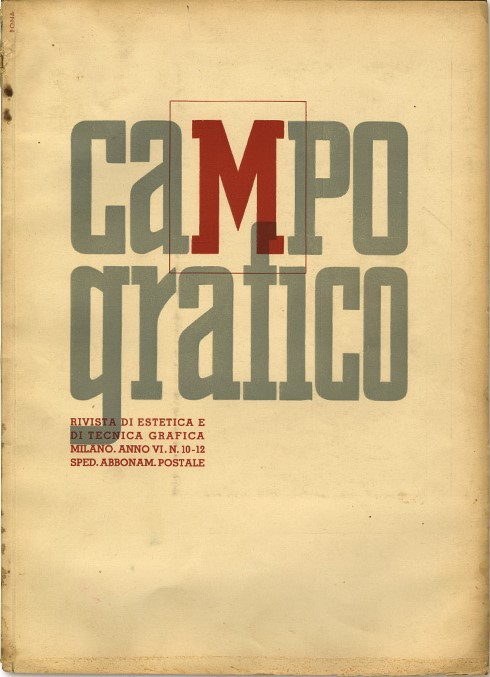 caMPO
grafico
RIVISTA DI ESTETICA E
DI TECNICA GRAFICA
MILANO. ANNO VI. N. 10-12
SPED. ABBONAM. POSTALE